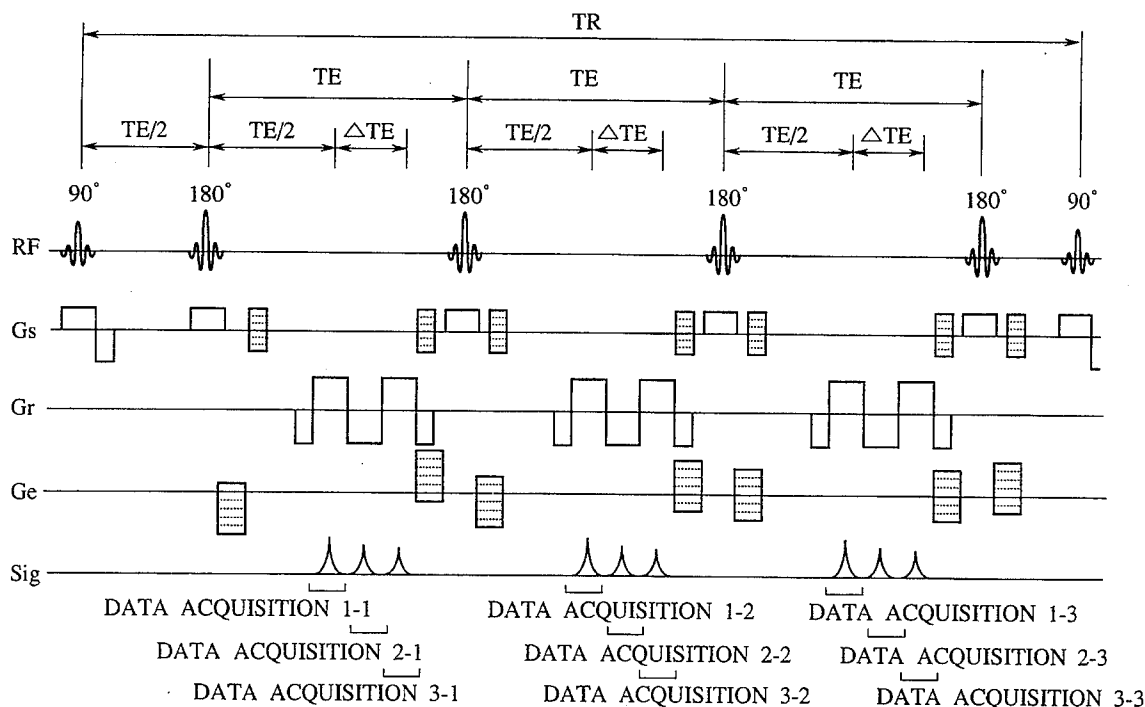 TR
TE TE TE
TE/2 TE/2 △TE TE/2 △TE TE/2 △TE
90° 180° 180° 180° 180° 90°
RF
Gs
Gr
Ge
Sig
DATA ACQUISITION 1-1 DATA ACQUISITION 1-2 DATA ACQUISITION 1-3
DATA ACQUISITION 2-1 DATA ACQUISITION 2-2 DATA ACQUISITION 2-3
DATA ACQUISITION 3-1 DATA ACQUISITION 3-2 DATA ACQUISITION 3-3